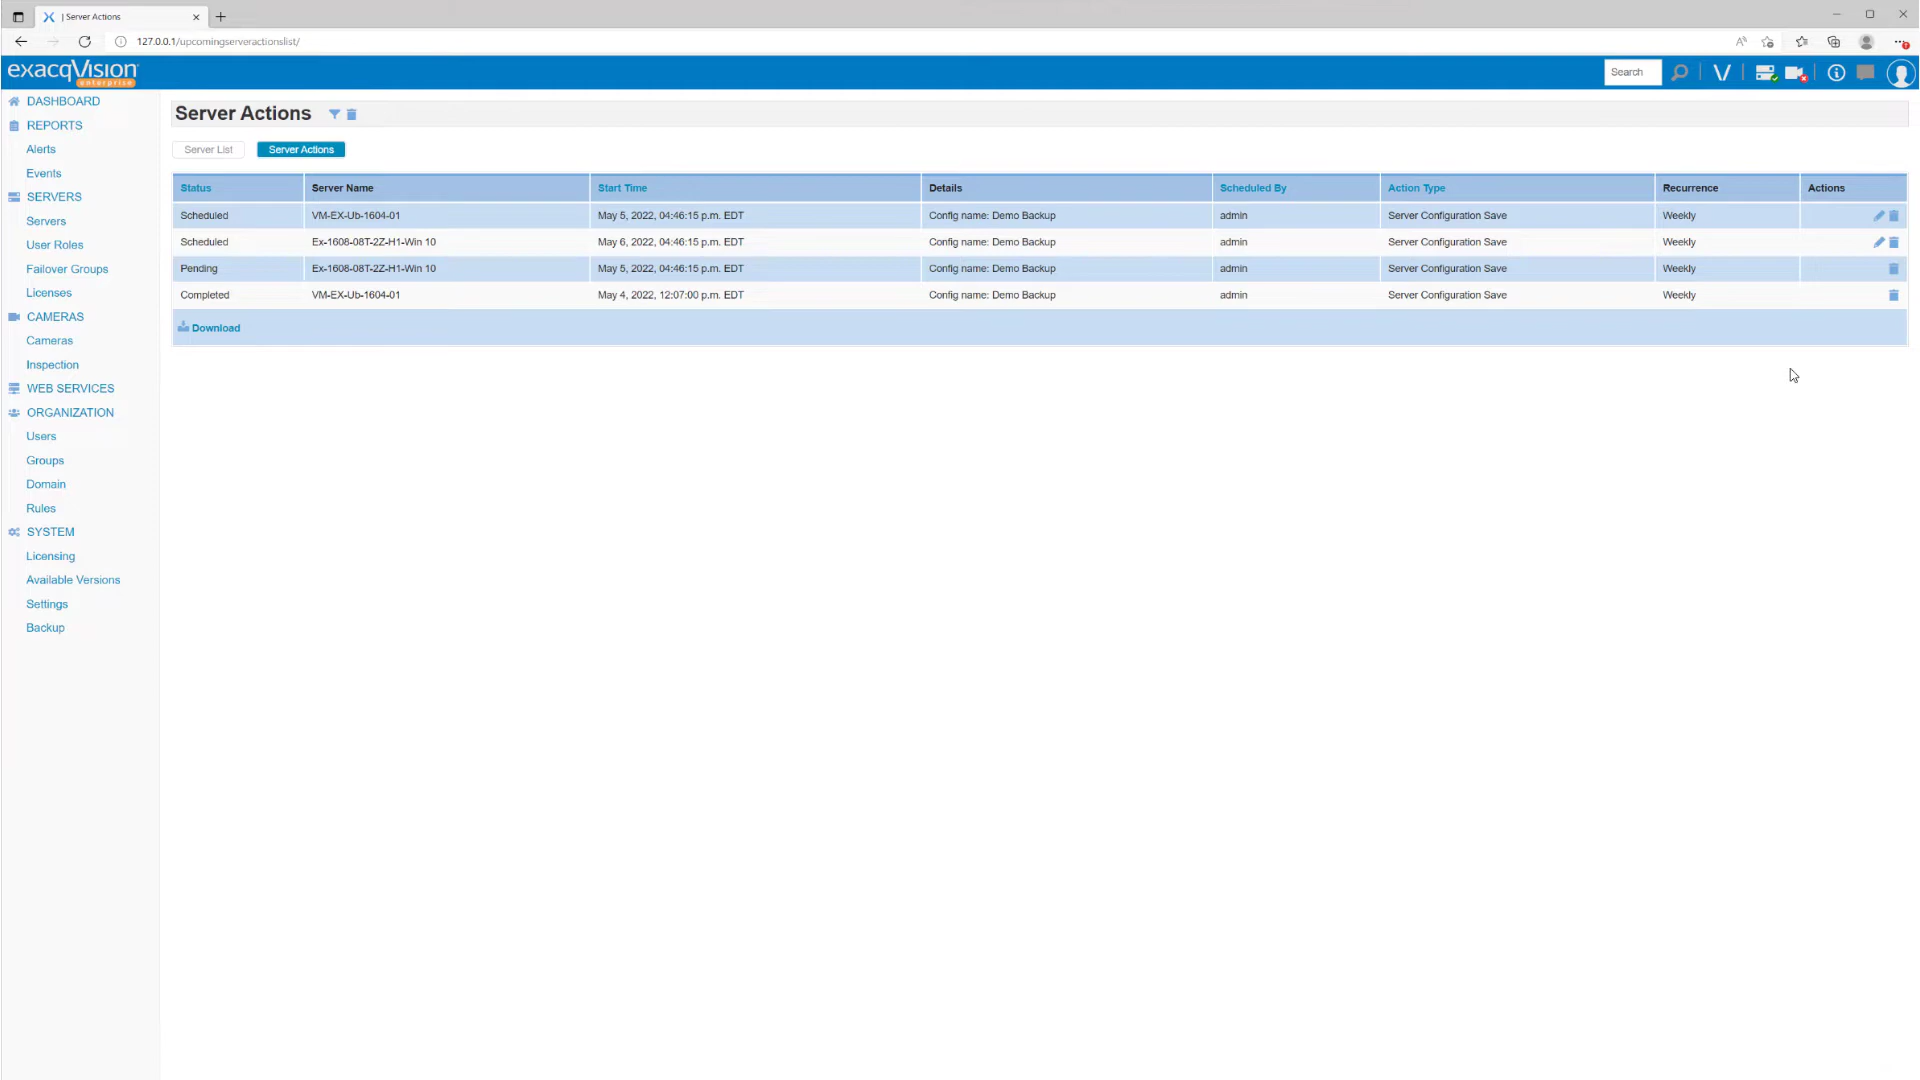 | Server Actions
127.0.0.1/upcomingserveractionslist/
exacqVision
enterprise
Search
DASHBOARD
REPORTS
Alerts
Events
SERVERS
Servers
User Roles
Failover Groups
Licenses
CAMERAS
Cameras
Inspection
WEB SERVICES
ORGANIZATION
Users
Groups
Domain
Rules
SYSTEM
Licensing
Available Versions
Settings
Backup
Server Actions
Server List Server Actions
Status Server Name Start Time Details Scheduled By Action Type Recurrence Actions
Scheduled VM-EX-Ub-1604-01 May 5, 2022, 04:46:15 p.m. EDT Config name: Demo Backup admin Server Configuration Save Weekly
Scheduled Ex-1608-08T-2Z-H1-Win 10 May 6, 2022, 04:46:15 p.m. EDT Config name: Demo Backup admin Server Configuration Save Weekly
Pending Ex-1608-08T-2Z-H1-Win 10 May 5, 2022, 04:46:15 p.m. EDT Config name: Demo Backup admin Server Configuration Save Weekly
Completed VM-EX-Ub-1604-01 May 4, 2022, 12:07:00 p.m. EDT Config name: Demo Backup admin Server Configuration Save Weekly
Download